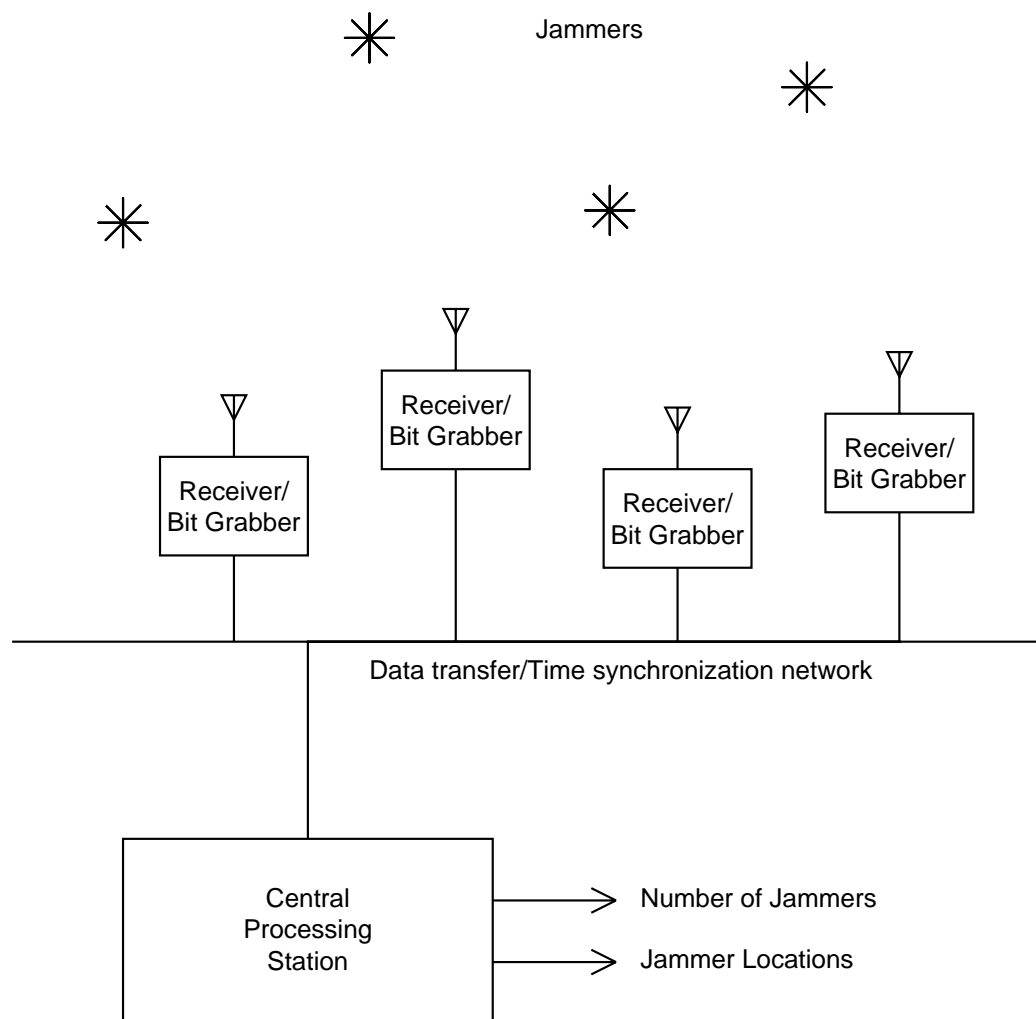 Jammers
Receiver/
Bit Grabber
Receiver/
Bit Grabber
Receiver/
Bit Grabber
Receiver/
Bit Grabber
Data transfer/Time synchronization network
Central
Processing
Station
Number of Jammers
Jammer Locations